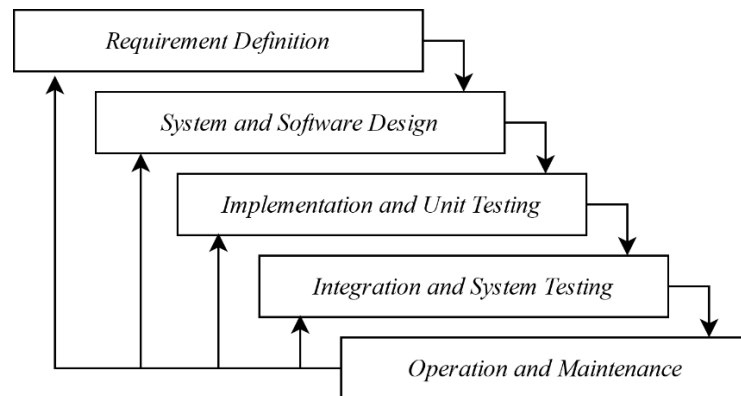 Requirement Definition
System and Software Design
Implementation and Unit Testing
Integration and System Testing
Operation and Maintenance